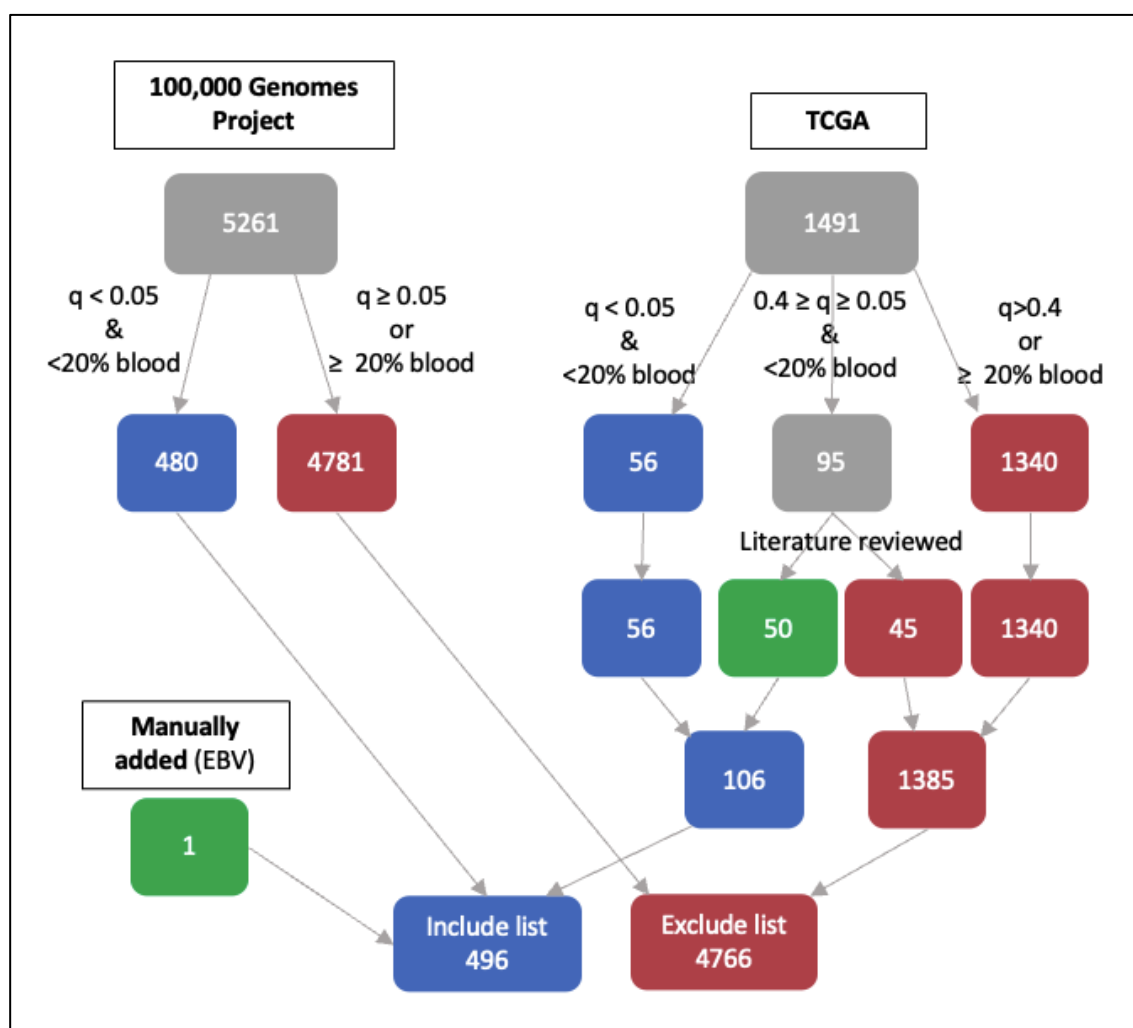 100,000 Genomes
Project
TCGA
5261
1491
q < 0.05
&
<20% blood
q ≥ 0.05
or
≥ 20% blood
q < 0.05
&
<20% blood
0.4 ≥ q ≥ 0.05
&
<20% blood
q>0.4
or
≥ 20% blood
480
4781
56
95
1340
Literature reviewed
56
50
45
1340
Manually
added (EBV)
106
1385
1
Include list
496
Exclude list
4766